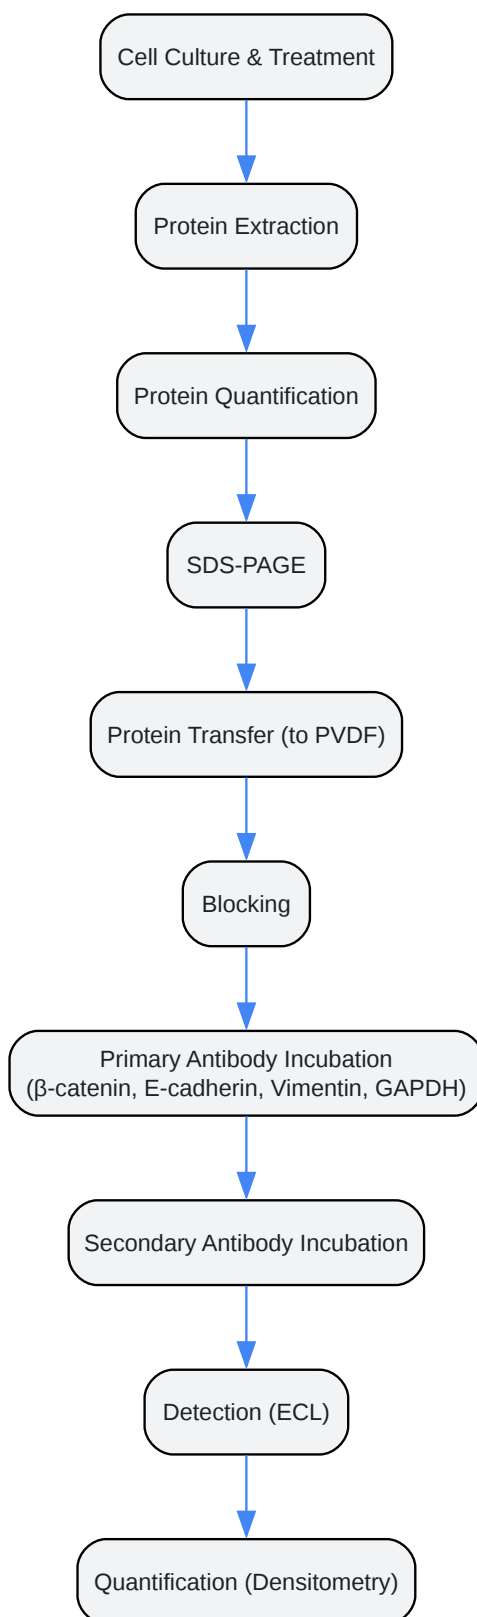 Cell Culture & Treatment
Protein Extraction
Protein Quantification
SDS-PAGE
Protein Transfer (to PVDF)
Blocking
Primary Antibody Incubation
(β-catenin, E-cadherin, Vimentin, GAPDH)
Secondary Antibody Incubation
Detection (ECL)
Quantification (Densitometry)